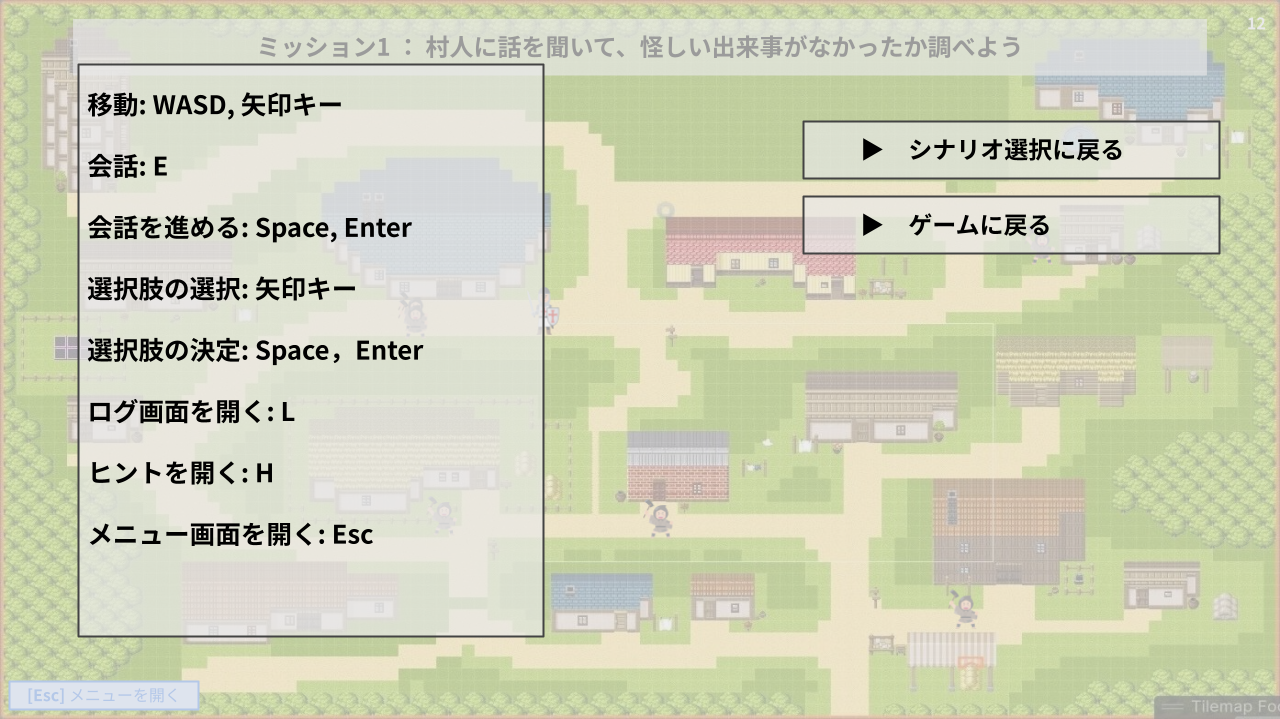 12
ミッション1 ： 村人に話を聞いて、怪しい出来事がなかったか調べよう
移動: WASD, 矢印キー
会話: E
会話を進める: Space, Enter
選択肢の選択: 矢印キー
選択肢の決定: Space，Enter
ログ画面を開く: L
ヒントを開く: H
メニュー画面を開く: Esc
▶ シナリオ選択に戻る
▶ ゲームに戻る
[Esc] メニューを開く
Tilemap Fo